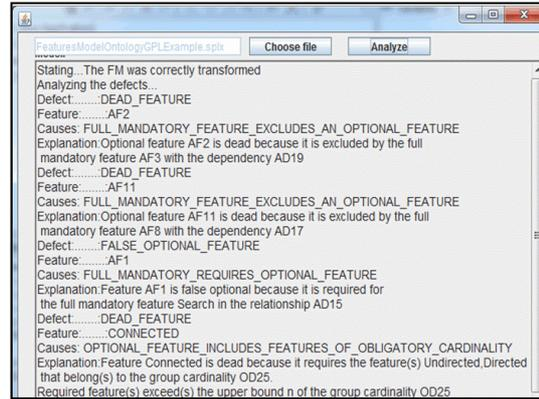 FeaturesModelOntologyGPLExample.splx
Choose file
Analyze
Stating...The FM was correctly transformed
Analyzing the defects...
Defect:.......:DEAD_FEATURE
Feature:.......:AF2
Causes: FULL_MANDATORY_FEATURE_EXCLUDES_AN_OPTIONAL_FEATURE
Explanation:Optional feature AF2 is dead because it is excluded by the full
mandatory feature AF3 with the dependency AD19
Defect:.......:DEAD_FEATURE
Feature:.......:AF11
Causes: FULL_MANDATORY_FEATURE_EXCLUDES_AN_OPTIONAL_FEATURE
Explanation:Optional feature AF11 is dead because it is excluded by the full
mandatory feature AF8 with the dependency AD17
Defect:.......:FALSE_OPTIONAL_FEATURE
Feature:.......:AF1
Causes: FULL_MANDATORY_REQUIRES_OPTIONAL_FEATURE
Explanation:Feature AF1 is false optional because it is required for
the full mandatory feature Search in the relationship AD15
Defect:.......:DEAD_FEATURE
Feature:.......:CONNECTED
Causes: OPTIONAL_FEATURE_INCLUDES_FEATURES_OF_OBLIGATORY_CARDINALITY
Explanation:Feature Connected is dead because it requires the feature(s) Undirected,Directed
that belong(s) to the group cardinality OD25.
Required feature(s) exceed(s) the upper bound n of the group cardinality OD25